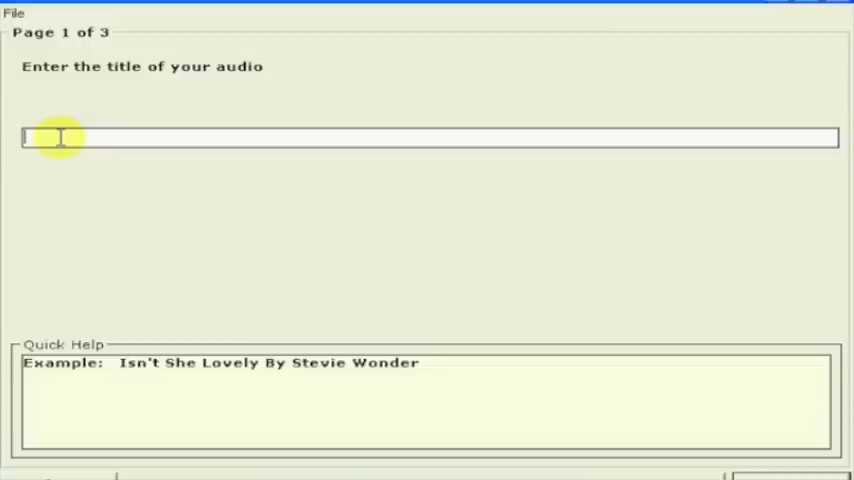 File
Page 1 of 3
Enter the title of your audio
Quick Help
Example: Isn't She Lovely By Stevie Wonder